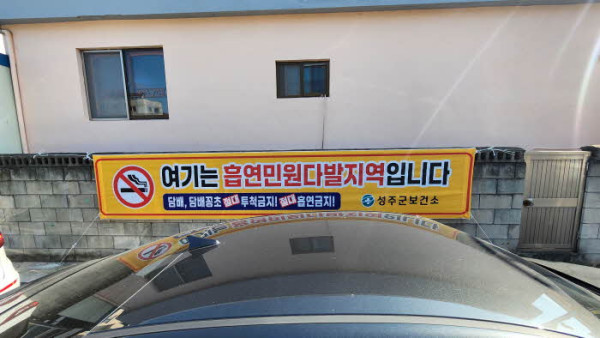 여기는 흡연민원다발지역입니다
담배, 담배꽁초 절대 투척금지! 절대 흡연금지!
성주군보건소